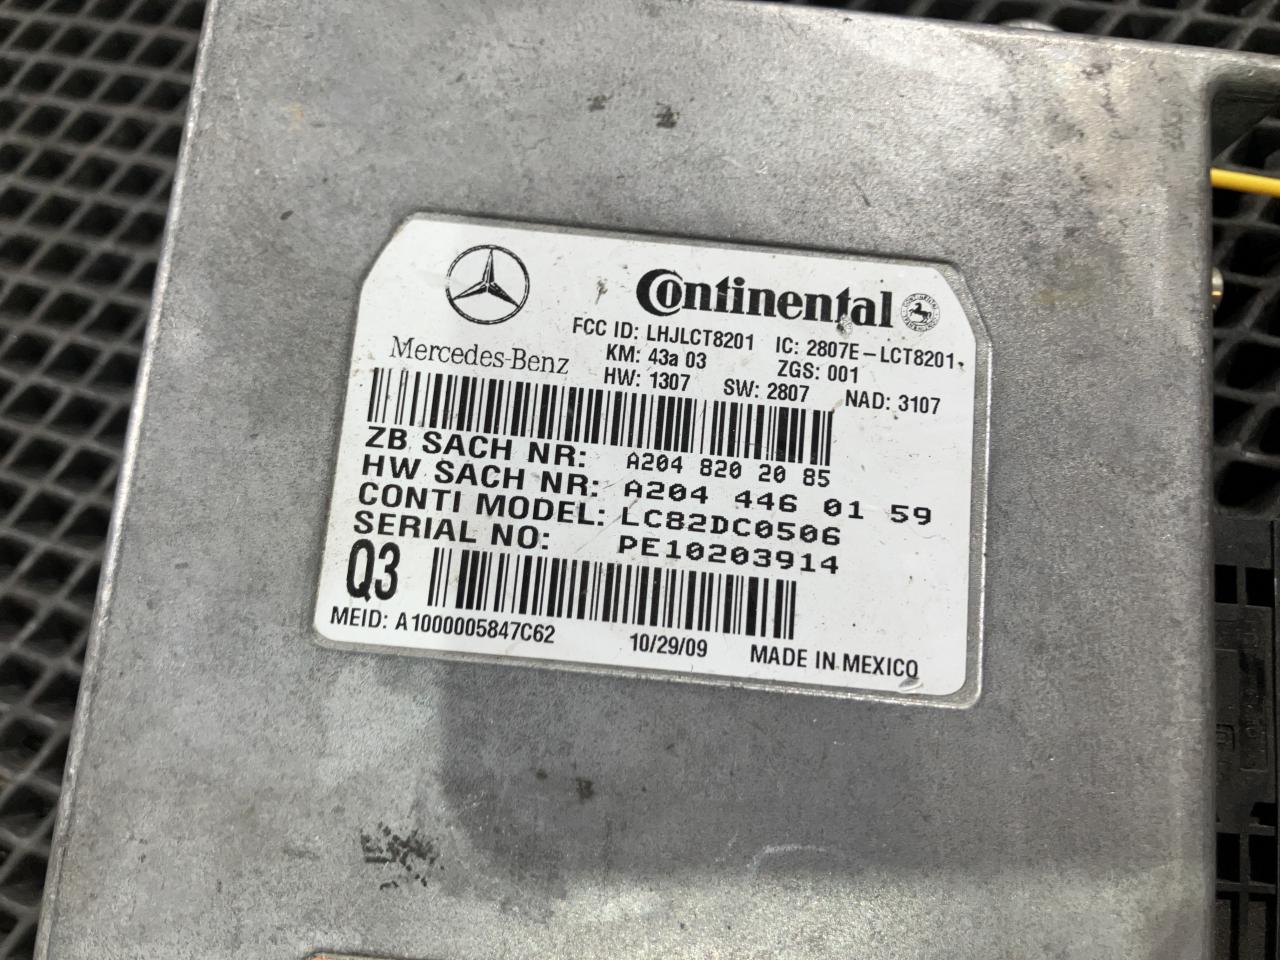 Continental
FCC ID: LHJLCT8201 IC: 2807E-LCT8201
Mercedes-Benz KM: 43a 03 ZGS: 001
HW: 1307 SW: 2807 NAD: 3107
ZB SACH NR: A204 820 20 85
HW SACH NR: A204 446 01 59
CONTI MODEL: LC82DC0506
SERIAL NO: PE10203914
Q3
MEID: A1000005847C62 10/29/09 MADE IN MEXICO